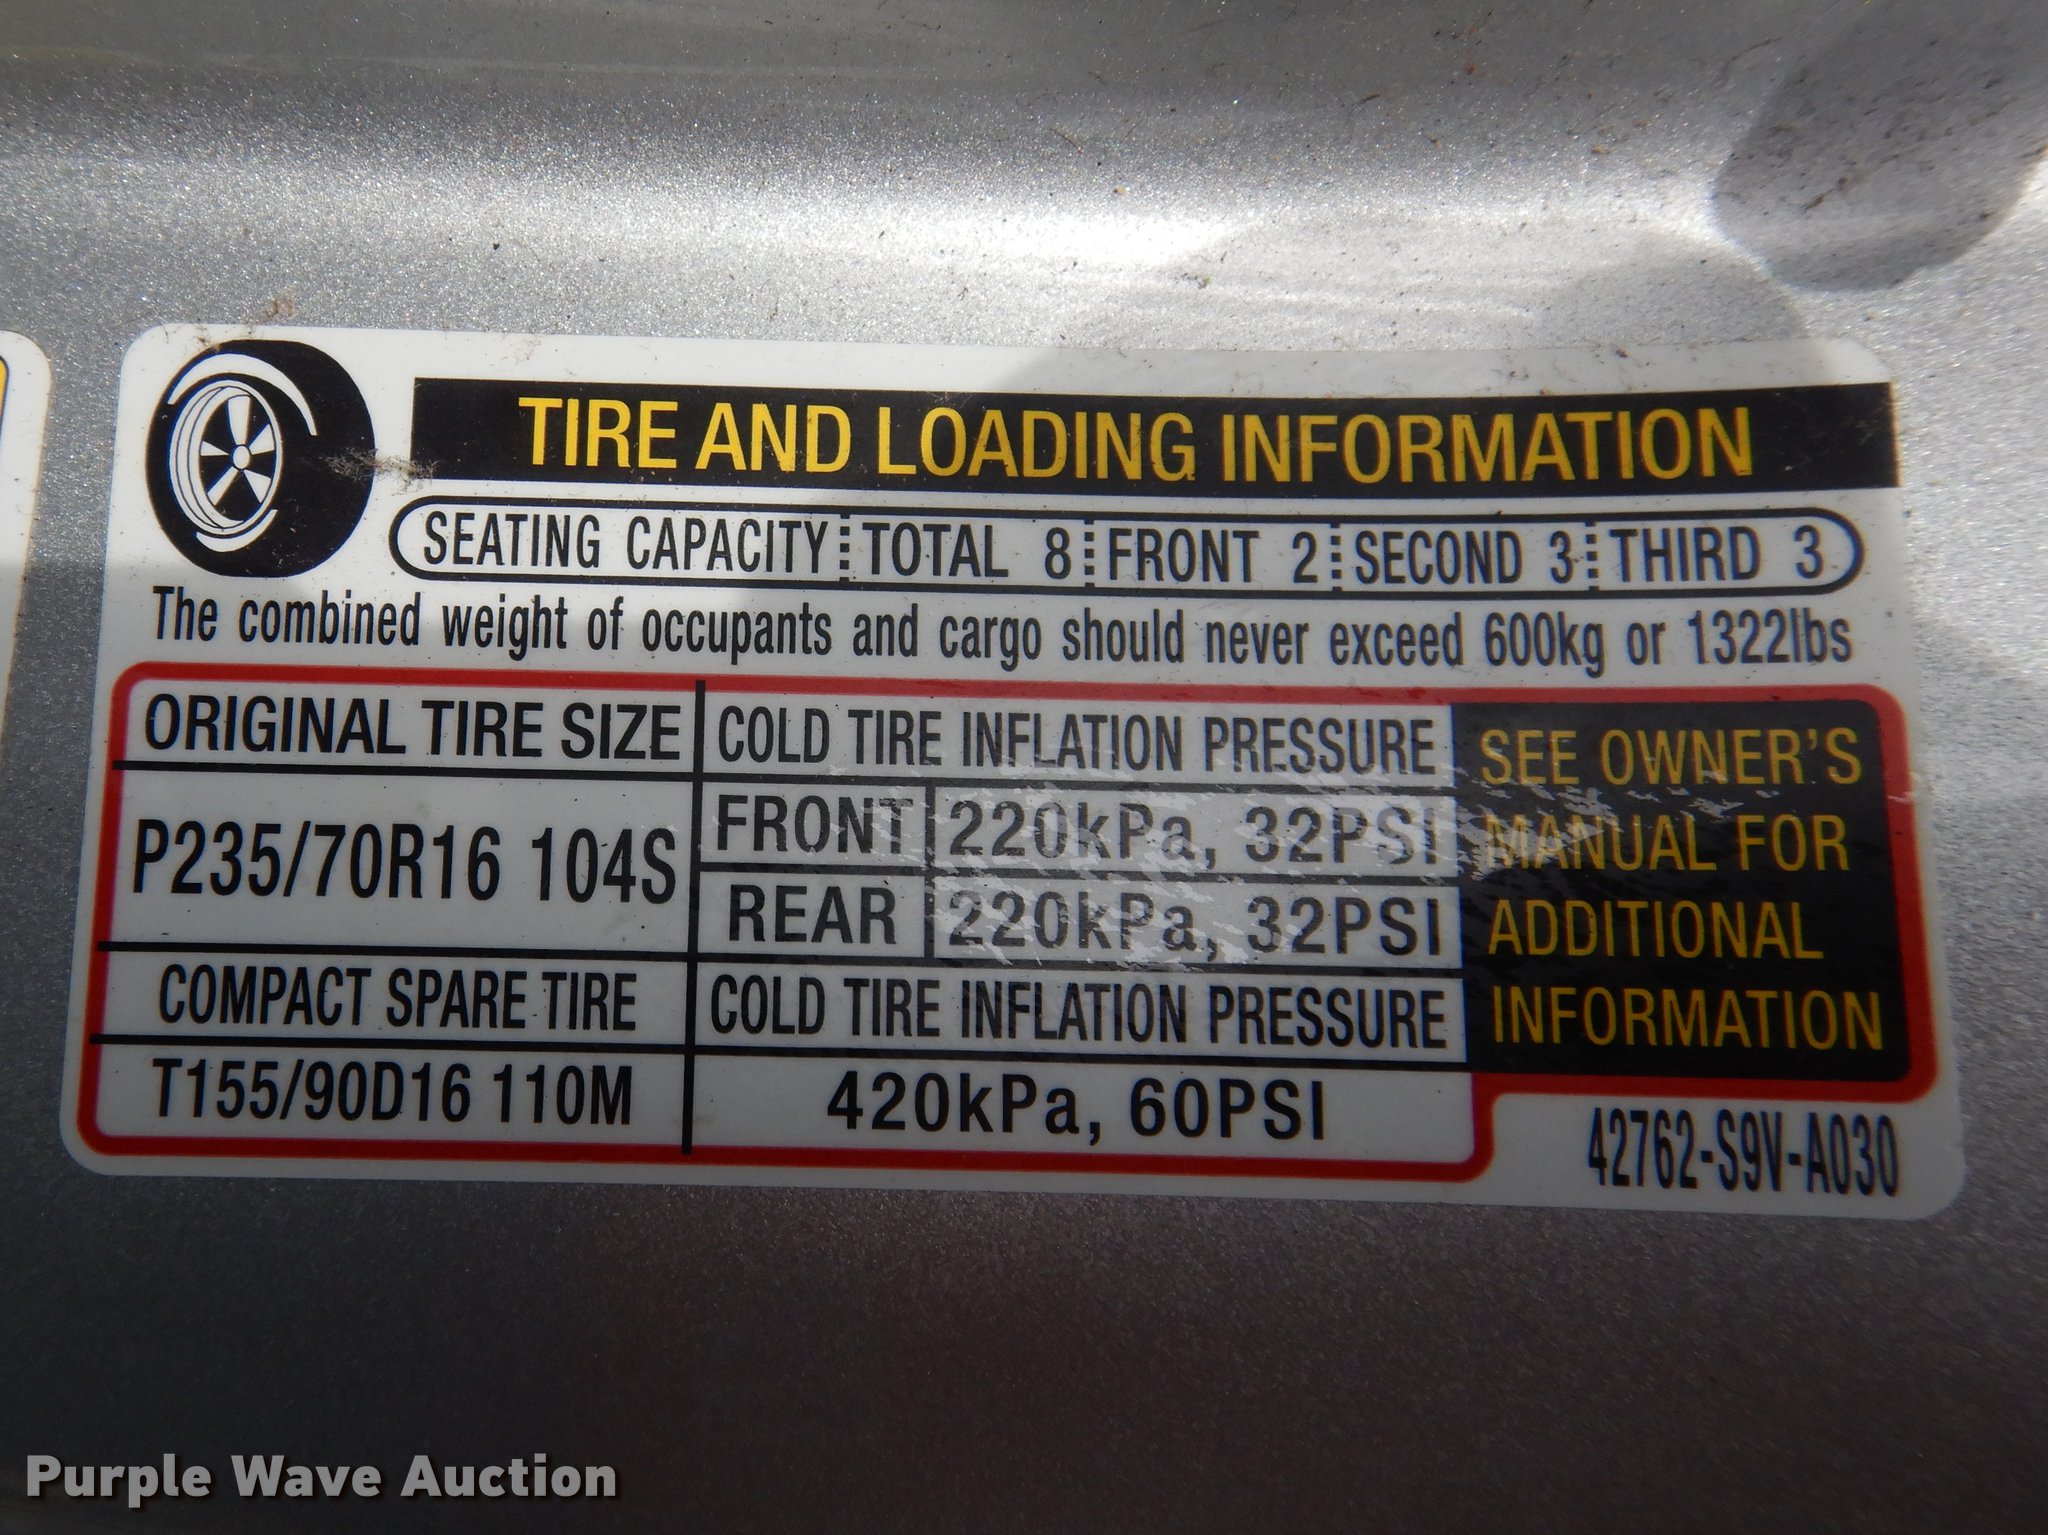 TIRE AND LOADING INFORMATION
SEATING CAPACITY TOTAL 8 FRONT 2 SECOND 3 THIRD 3
The combined weight of occupants and cargo should never exceed 600kg or 1322lbs
ORIGINAL TIRE SIZE
P235/70R16 104S
COLD TIRE INFLATION PRESSURE
FRONT 220kPa, 32PSI
REAR 220kPa, 32PSI
COMPACT SPARE TIRE
T155/90D16 110M
COLD TIRE INFLATION PRESSURE
420kPa, 60PSI
SEE OWNER'S
MANUAL FOR
ADDITIONAL
INFORMATION
42762-S9V-A030
Purple Wave Auction